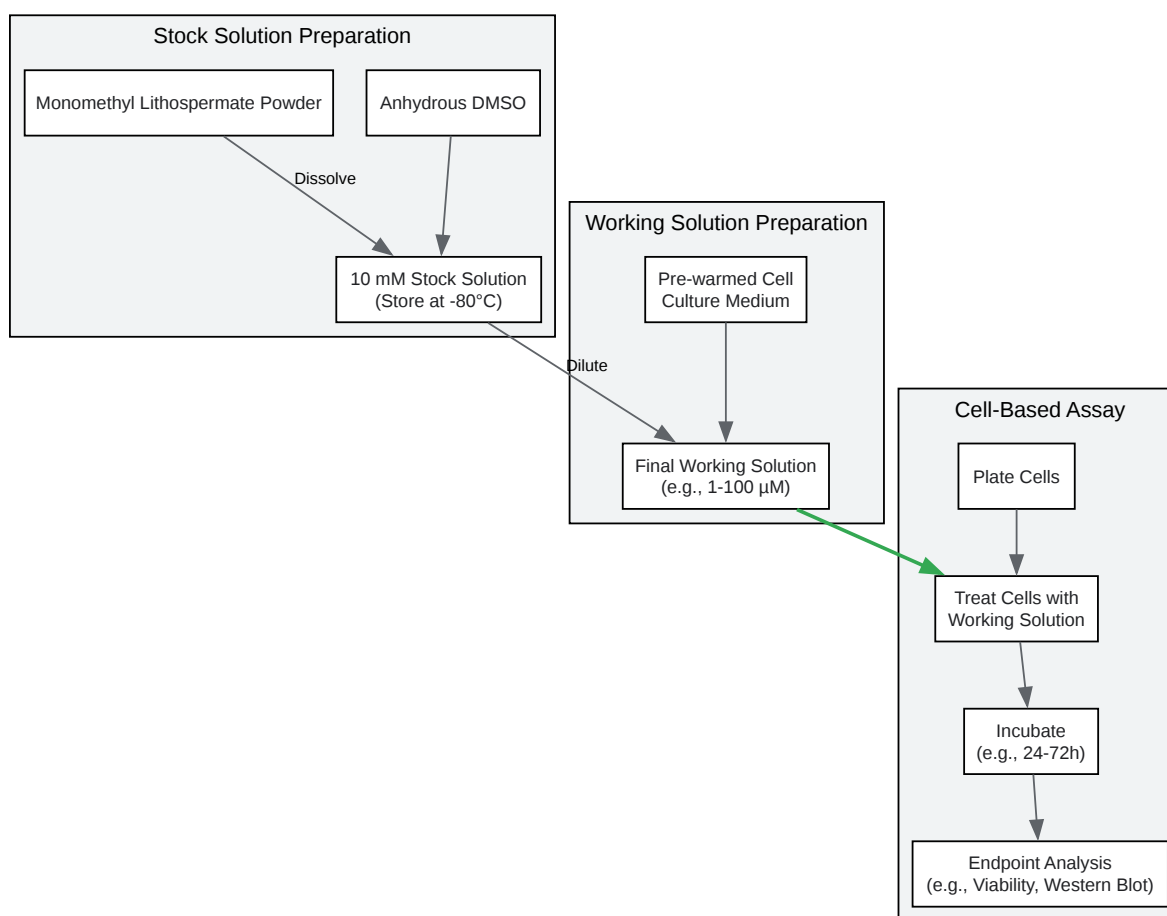 Stock Solution Preparation
Monomethyl Lithospermate Powder
Anhydrous DMSO
Dissolve
10 mM Stock Solution
(Store at -80°C)
Working Solution Preparation
Pre-warmed Cell
Culture Medium
Dilute
Final Working Solution
(e.g., 1-100 µM)
Cell-Based Assay
Plate Cells
Treat Cells with
Working Solution
Incubate
(e.g., 24-72h)
Endpoint Analysis
(e.g., Viability, Western Blot)